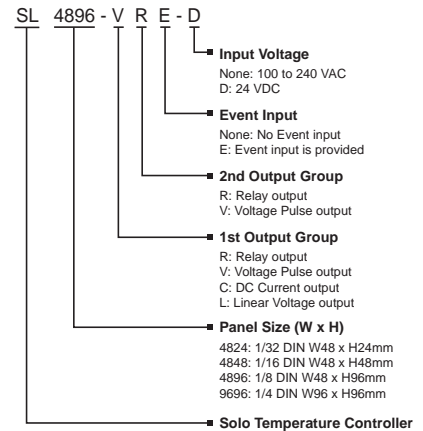 SL 4896 - V R E - D
Input Voltage
None: 100 to 240 VAC
D: 24 VDC
Event Input
None: No Event input
E: Event input is provided
2nd Output Group
R: Relay output
V: Voltage Pulse output
1st Output Group
R: Relay output
V: Voltage Pulse output
C: DC Current output
L: Linear Voltage output
Panel Size (W x H)
4824: 1/32 DIN W48 x H24mm
4848: 1/16 DIN W48 x H48mm
4896: 1/8 DIN W48 x H96mm
9696: 1/4 DIN W96 x H96mm
Solo Temperature Controller